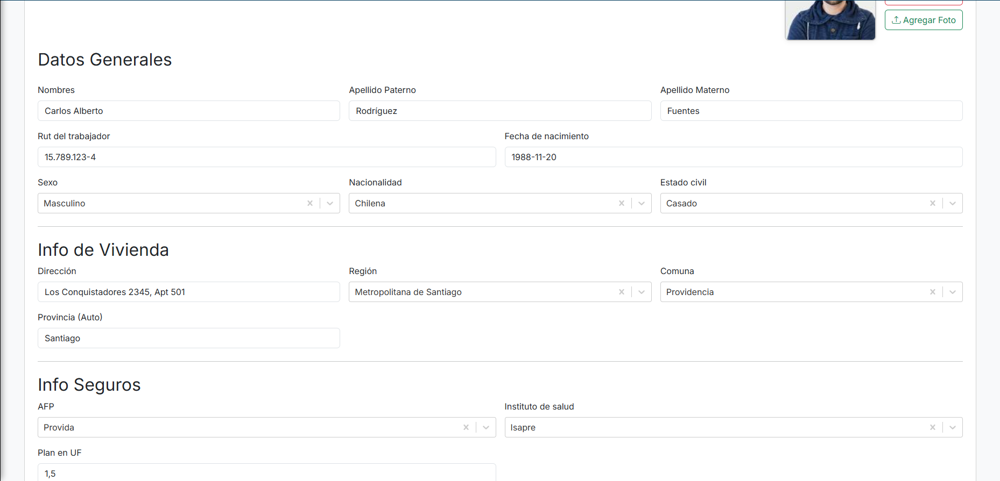 Agregar Foto
Datos Generales
Nombres Apellido Paterno Apellido Materno
Carlos Alberto Rodríguez Fuentes
Rut del trabajador Fecha de nacimiento
15.789.123-4 1988-11-20
Sexo Nacionalidad Estado civil
Masculino Chilena Casado
Info de Vivienda
Dirección Región Comuna
Los Conquistadores 2345, Apt 501 Metropolitana de Santiago Providencia
Provincia (Auto)
Santiago
Info Seguros
AFP Instituto de salud
Provida Isapre
Plan en UF
1,5